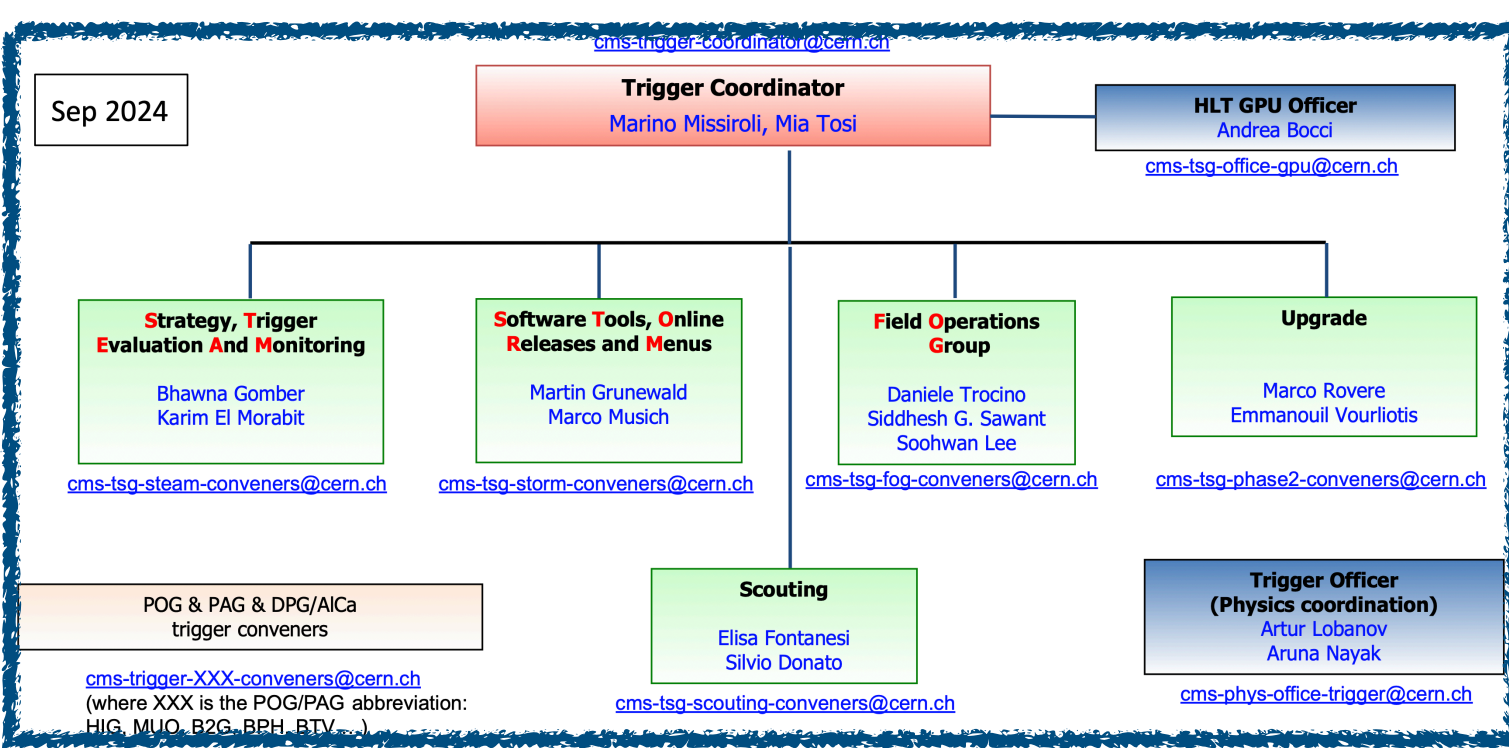 cms-trigger-coordinator@cern.ch
Sep 2024
Trigger Coordinator
Marino Missiroli, Mia Tosi
HLT GPU Officer
Andrea Bocci
cms-tsg-office-gpu@cern.ch
Strategy, Trigger
Evaluation And Monitoring
Bhawna Gomber
Karim El Morabit
cms-tsg-steam-conveners@cern.ch
Software Tools, Online
Releases and Menus
Martin Grunewald
Marco Musich
cms-tsg-storm-conveners@cern.ch
Field Operations
Group
Daniele Trocino
Siddhesh G. Sawant
Soohwan Lee
cms-tsg-fog-conveners@cern.ch
Upgrade
Marco Rovere
Emmanouil Vourliotis
cms-tsg-phase2-conveners@cern.ch
POG & PAG & DPG/AlCa
trigger conveners
cms-trigger-XXX-conveners@cern.ch
(where XXX is the POG/PAG abbreviation:
HIG, MUO, B2G, BPH, BTV, ...)
Scouting
Elisa Fontanesi
Silvio Donato
cms-tsg-scouting-conveners@cern.ch
Trigger Officer
(Physics coordination)
Artur Lobanov
Aruna Nayak
cms-phys-office-trigger@cern.ch